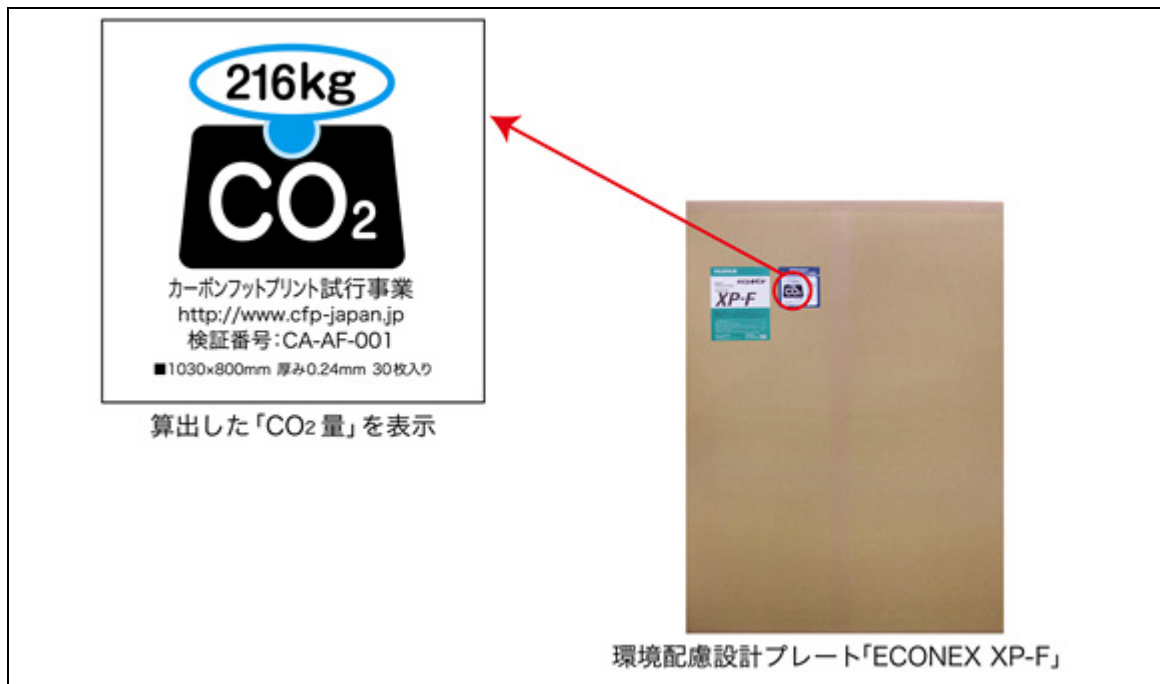 216kg
CO2
カーボンフットプリント試行事業
http://www.cfp-japan.jp
検証番号:CA-AF-001
■1030×800mm 厚み0.24mm 30枚入り
算出した「CO2量」を表示
XP-F
CO2
環境配慮設計プレート「ECONEX XP-F」